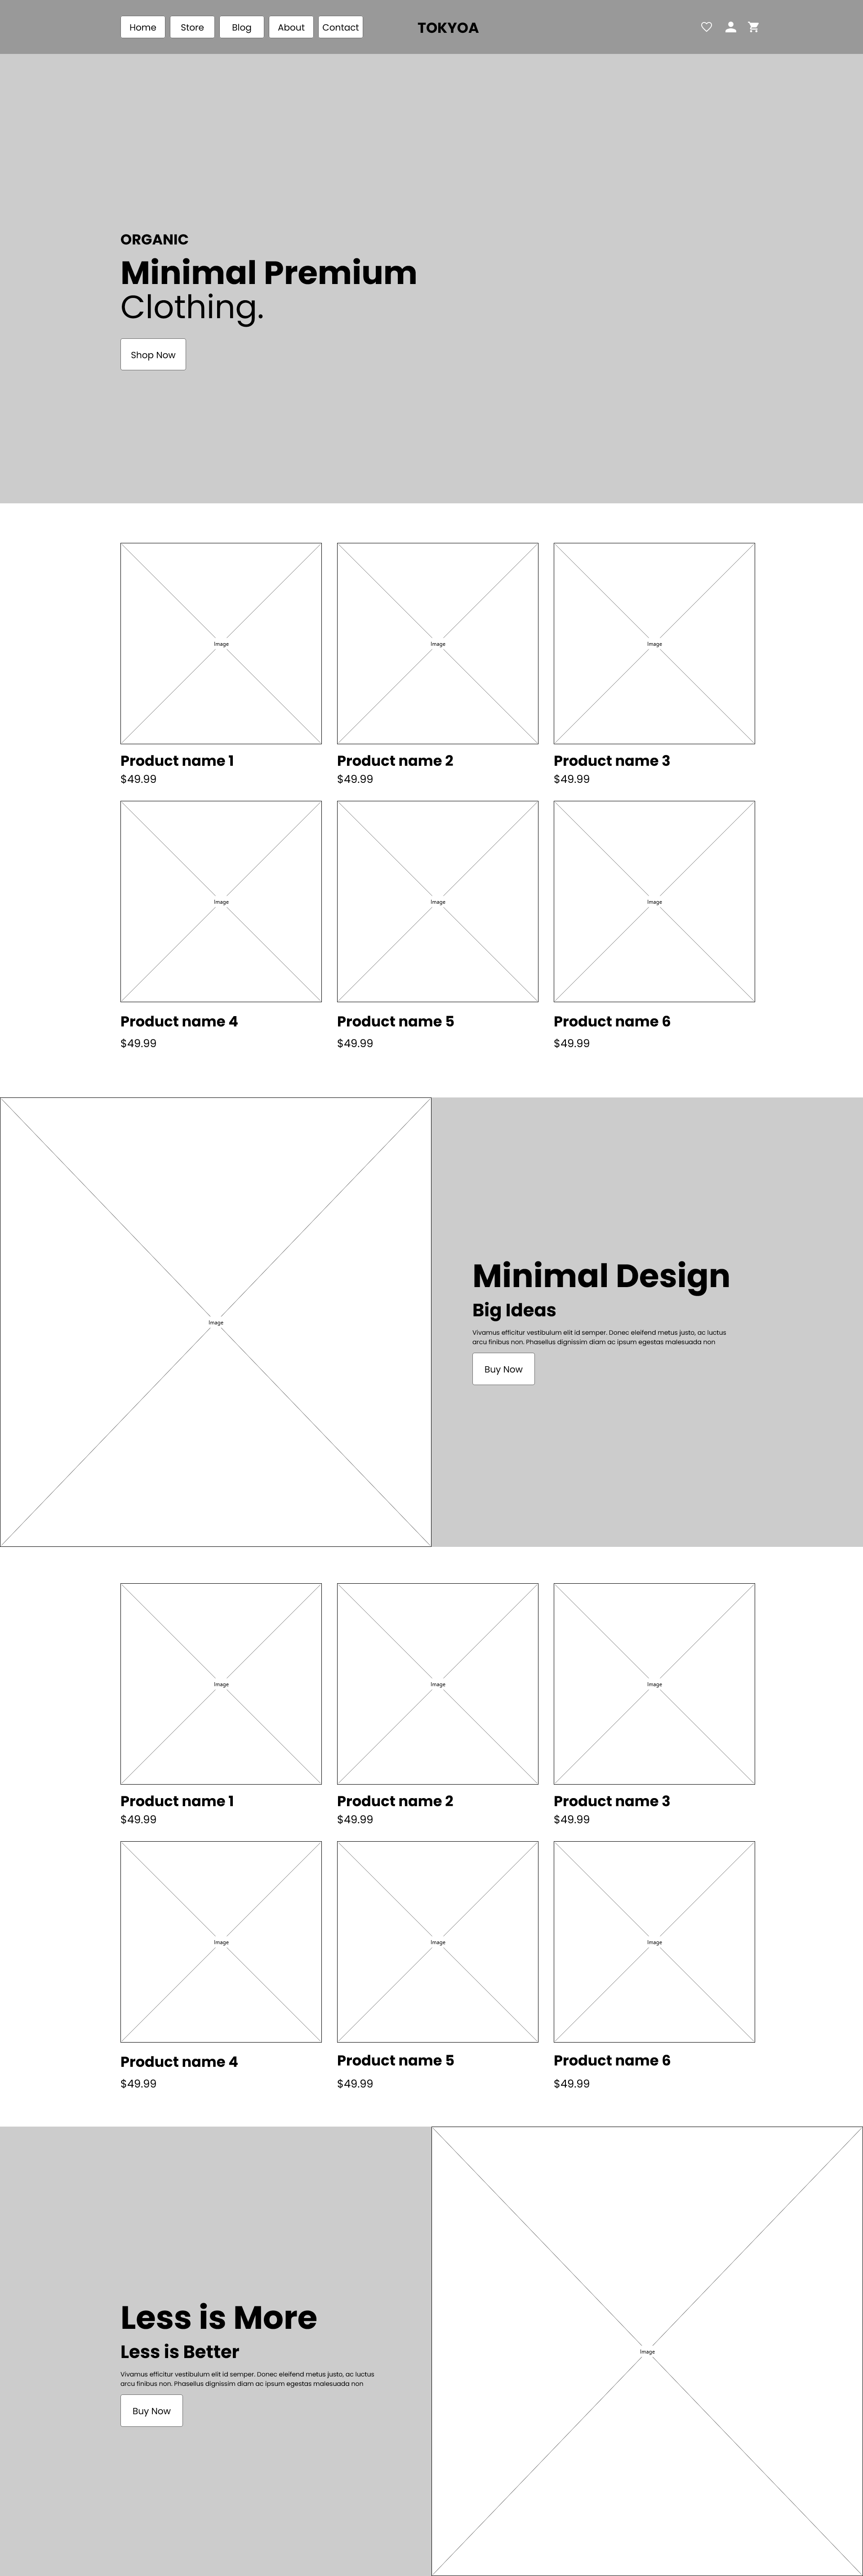 Home Store Blog About Contact TOKYOA
ORGANIC
Minimal Premium
Clothing.
Shop Now
Image Image Image
Product name 1 Product name 2 Product name 3
$49.99 $49.99 $49.99
Image Image Image
Product name 4 Product name 5 Product name 6
$49.99 $49.99 $49.99
Image
Minimal Design
Big Ideas
Vivamus efficitur vestibulum elit id semper. Donec eleifend metus justo, ac luctus
arcu finibus non. Phasellus dignissim diam ac ipsum egestas malesuada non
Buy Now
Image Image Image
Product name 1 Product name 2 Product name 3
$49.99 $49.99 $49.99
Image Image Image
Product name 4 Product name 5 Product name 6
$49.99 $49.99 $49.99
Less is More
Less is Better
Vivamus efficitur vestibulum elit id semper. Donec eleifend metus justo, ac luctus
arcu finibus non. Phasellus dignissim diam ac ipsum egestas malesuada non
Buy Now
Image